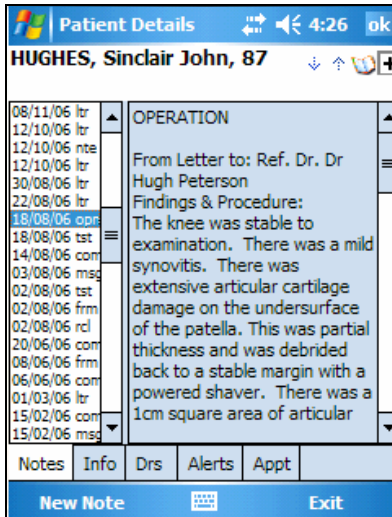 Patient Details 4:26 ok
HUGHES, Sinclair John, 87
08/11/06 ltr
12/10/06 ltr
12/10/06 nte
12/10/06 ltr
30/08/06 ltr
22/08/06 ltr
18/08/06 opr
18/08/06 tst
14/08/06 com
03/08/06 msg
02/08/06 tst
02/08/06 frm
02/08/06 rcl
20/06/06 com
08/06/06 frm
06/06/06 com
01/03/06 ltr
15/02/06 com
15/02/06 msg
OPERATION
From Letter to: Ref. Dr. Dr
Hugh Peterson
Findings & Procedure:
The knee was stable to
examination. There was a mild
synovitis. There was
extensive articular cartilage
damage on the undersurface
of the patella. This was partial
thickness and was debrided
back to a stable margin with a
powered shaver. There was a
1cm square area of articular
Notes Info Drs Alerts Appt
New Note Exit